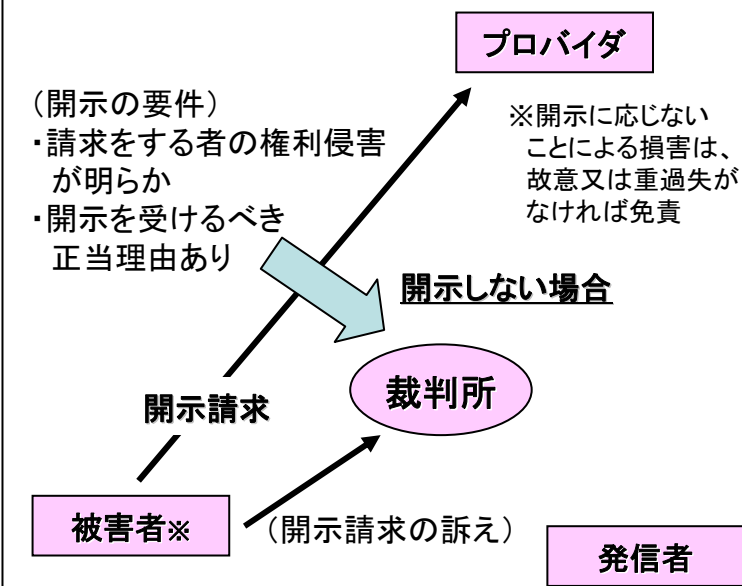 プロバイダ
(開示の要件)
・請求をする者の権利侵害
が明らか
・開示を受けるべき
正当理由あり
※開示に応じない
ことによる損害は、
故意又は重過失が
なければ免責
開示しない場合
裁判所
開示請求
被害者※
(開示請求の訴え)
発信者